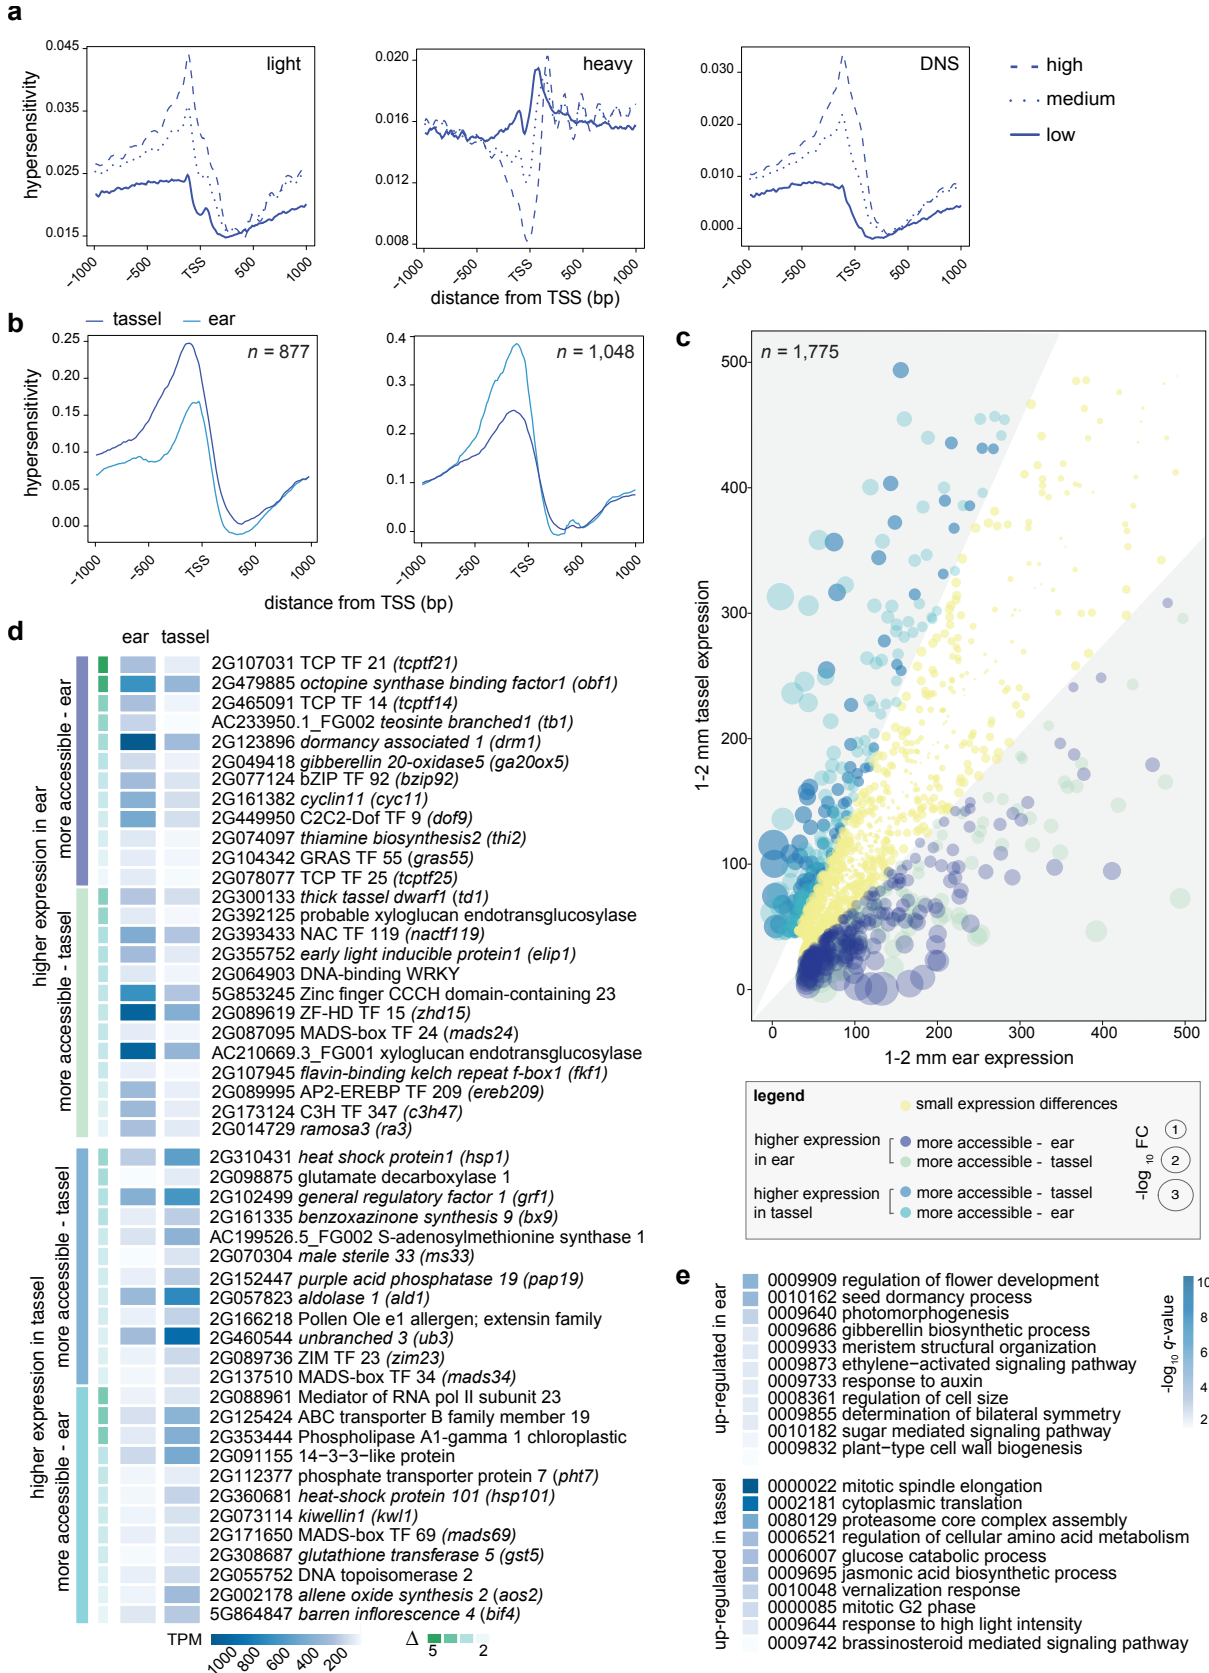 a
light
heavy
DNS
high
medium
low
hypersensitivity
0.045
0.035
0.025
0.015
0.020
0.016
0.012
0.008
0.030
0.020
0.010
0.000
−1000
−500
TSS
500
1000
−1000
−500
TSS
500
1000
−1000
−500
TSS
500
1000
distance from TSS (bp)
b
tassel
ear
n = 877
n = 1,048
hypersensitivity
0.25
0.20
0.15
0.10
0.05
0.00
0.4
0.3
0.2
0.1
0.0
−1000
−500
TSS
500
1000
−1000
−500
TSS
500
1000
distance from TSS (bp)
c
n = 1,775
1-2 mm tassel expression
500
400
300
200
100
0
0
100
200
300
400
500
1-2 mm ear expression
legend
small expression differences
higher expression
in ear
more accessible - ear
more accessible - tassel
higher expression
in tassel
more accessible - tassel
more accessible - ear
-log10 FC
1
2
3
d
ear tassel
higher expression in ear
more accessible - ear
2G107031 TCP TF 21 (tcptf21)
2G479885 octopine synthase binding factor1 (obf1)
2G465091 TCP TF 14 (tcptf14)
AC233950.1_FG002 teosinte branched1 (tb1)
2G123896 dormancy associated 1 (drm1)
2G049418 gibberellin 20-oxidase5 (ga20ox5)
2G077124 bZIP TF 92 (bzip92)
2G161382 cyclin11 (cyc11)
2G449950 C2C2-Dof TF 9 (dof9)
2G074097 thiamine biosynthesis2 (thi2)
2G104342 GRAS TF 55 (gras55)
2G078077 TCP TF 25 (tcptf25)
more accessible - tassel
2G300133 thick tassel dwarf1 (td1)
2G392125 probable xyloglucan endotransglucosylase
2G393433 NAC TF 119 (nactf119)
2G355752 early light inducible protein1 (elip1)
2G064903 DNA-binding WRKY
5G853245 Zinc finger CCCH domain-containing 23
2G089619 ZF-HD TF 15 (zhd15)
2G087095 MADS-box TF 24 (mads24)
AC210669.3_FG001 xyloglucan endotransglucosylase
2G107945 flavin-binding kelch repeat f-box1 (fkf1)
2G089995 AP2-EREBP TF 209 (ereb209)
2G173124 C3H TF 347 (c3h47)
2G014729 ramosa3 (ra3)
higher expression in tassel
more accessible - tassel
2G310431 heat shock protein1 (hsp1)
2G098875 glutamate decarboxylase 1
2G102499 general regulatory factor 1 (grf1)
2G161335 benzoxazinone synthesis 9 (bx9)
AC199526.5_FG002 S-adenosylmethionine synthase 1
2G070304 male sterile 33 (ms33)
2G152447 purple acid phosphatase 19 (pap19)
2G057823 aldolase 1 (ald1)
2G166218 Pollen Ole e1 allergen; extensin family
2G460544 unbranched 3 (ub3)
2G089736 ZIM TF 23 (zim23)
2G137510 MADS-box TF 34 (mads34)
more accessible - ear
2G088961 Mediator of RNA pol II subunit 23
2G125424 ABC transporter B family member 19
2G353444 Phospholipase A1-gamma 1 chloroplastic
2G091155 14−3−3−like protein
2G112377 phosphate transporter protein 7 (pht7)
2G360681 heat-shock protein 101 (hsp101)
2G073114 kiwellin1 (kwl1)
2G171650 MADS-box TF 69 (mads69)
2G308687 glutathione transferase 5 (gst5)
2G055752 DNA topoisomerase 2
2G002178 allene oxide synthesis 2 (aos2)
5G864847 barren inflorescence 4 (bif4)
TPM
1000
800
600
400
200
Δ
5
2
e
up-regulated in ear
0009909 regulation of flower development
0010162 seed dormancy process
0009640 photomorphogenesis
0009686 gibberellin biosynthetic process
0009933 meristem structural organization
0009873 ethylene−activated signaling pathway
0009733 response to auxin
0008361 regulation of cell size
0009855 determination of bilateral symmetry
0010182 sugar mediated signaling pathway
0009832 plant-type cell wall biogenesis
up-regulated in tassel
0000022 mitotic spindle elongation
0002181 cytoplasmic translation
0080129 proteasome core complex assembly
0006521 regulation of cellular amino acid metabolism
0006007 glucose catabolic process
0009695 jasmonic acid biosynthetic process
0010048 vernalization response
0000085 mitotic G2 phase
0009644 response to high light intensity
0009742 brassinosteroid mediated signaling pathway
-log10 q-value
10
8
6
4
2